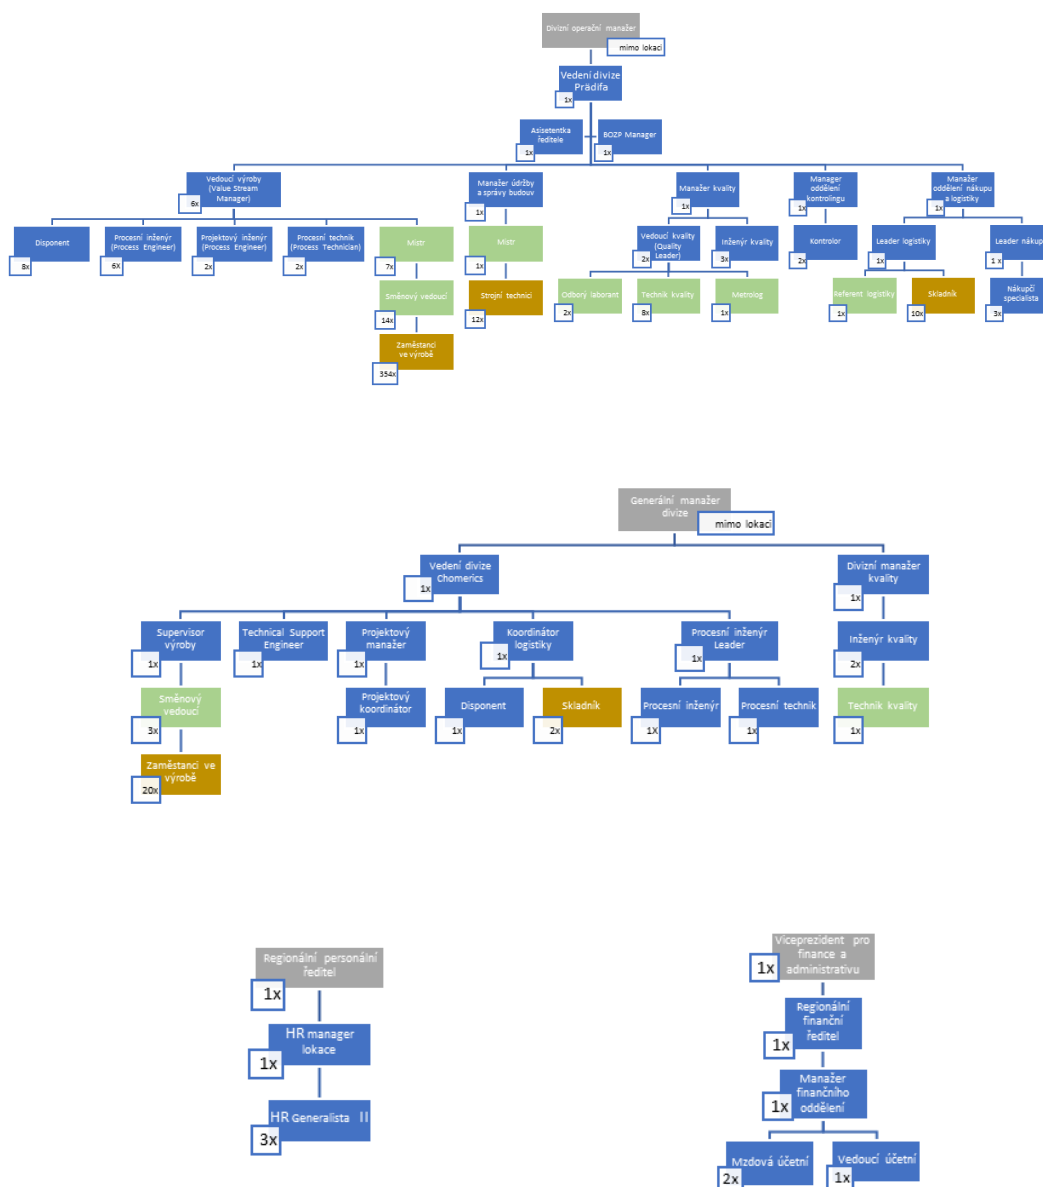 Divizní operační manažer
mimo lokaci
Vedení divize
Prädifa
1x
Asisetentka
ředitele
1x
BOZP Manager
1x
Vedoucí výroby
(Value Stream
Manager)
6x
Manažer údržby
a správy budouv
1x
Manažer kvality
1x
Manager
oddělení
kontrolingu
1x
Manažer
oddělení nákupu
a logistiky
1x
Disponent
8x
Procesní inženýr
(Process Engineer)
6x
Projektový inženýr
(Process Engineer)
2x
Procesní technik
(Process Technician)
2x
Mistr
7x
Mistr
1x
Vedoucí kvality
(Quality
Leader)
2x
Inženýr kvality
3x
Kontrolor
2x
Leader logistiky
1x
Leader nákup
1 x
Směnový vedoucí
14x
Strojní technici
12x
Odborý laborant
2x
Technik kvality
8x
Metrolog
1x
Referent logistiky
1x
Skladník
10x
Nákupčí
specialista
3x
Zaměstanci
ve výrobě
354x
Generální manažer
divize
mimo lokaci
Vedení divize
Chomerics
1x
Divizní manažer
kvality
1x
Supervisor
výroby
1x
Technical Support
Engineer
1x
Projektový
manažer
1x
Koordinátor
logistiky
1x
Procesní inženýr
Leader
1x
Inženýr kvality
2x
Směnový
vedoucí
3x
Projektový
koordinátor
1x
Disponent
1x
Skladník
2x
Procesní inženýr
1X
Procesní technik
1x
Technik kvality
1x
Zaměstanci ve
výrobě
20x
Regionální personální
ředitel
1x
HR manager
lokace
1x
HR Generalista II
3x
Viceprezident pro
finance a
administrativu
1x
Regionální
finanční
ředitel
1x
Manažer
finančního
oddělení
1x
Mzdová účetní
2x
Vedoucí účetní
1x